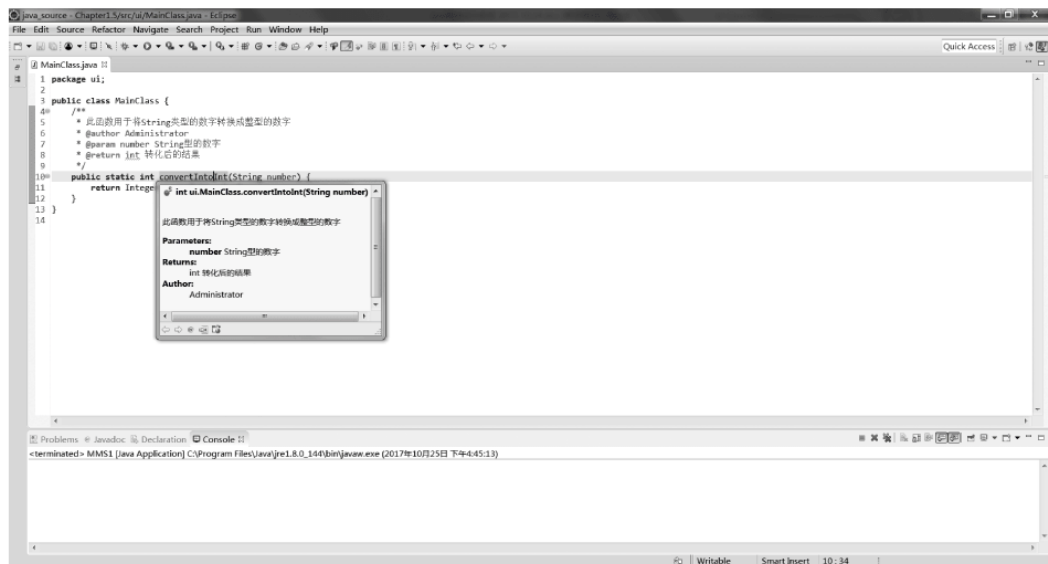 java_source - Chapter1.5/src/ui/MainClass.java - Eclipse
File Edit Source Refactor Navigate Search Project Run Window Help
Quick Access
MainClass.java
1 package ui;
2
3 public class MainClass {
4 /**
5 * 此函数用于将String类型的数字转换成整型的数字
6 * @author Administrator
7 * @param number String型的数字
8 * @return int 转化后的结果
9 */
10 public static int convertIntoInt(String number) {
11 return Intege
12 }
13 }
14
int ui.MainClass.convertIntoInt(String number)
此函数用于将String类型的数字转换成整型的数字
Parameters:
number String型的数字
Returns:
int 转化后的结果
Author:
Administrator
Problems Javadoc Declaration Console
<terminated> MMS1 [Java Application] C:\Program Files\Java\jre1.8.0_144\bin\javaw.exe (2017年10月25日 下午4:45:13)
Writable Smart Insert 10 : 34